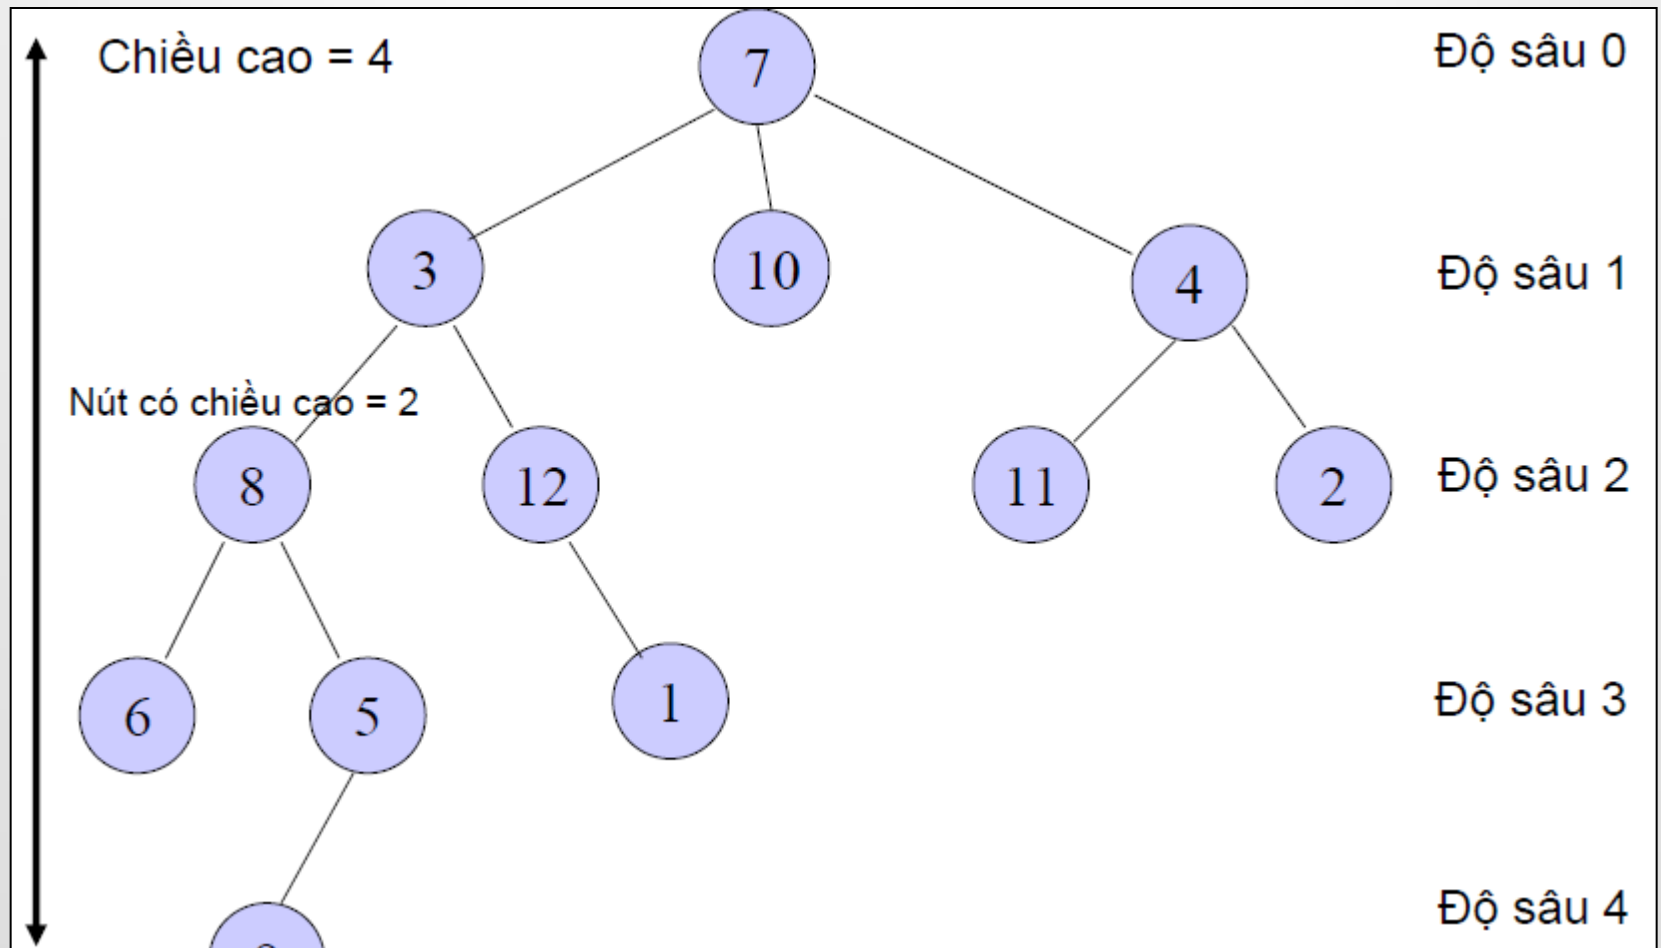 Chiều cao = 4
7
Độ sâu 0
3
10
4
Độ sâu 1
Nút có chiều cao = 2
8
12
11
2
Độ sâu 2
6
5
1
Độ sâu 3
Độ sâu 4